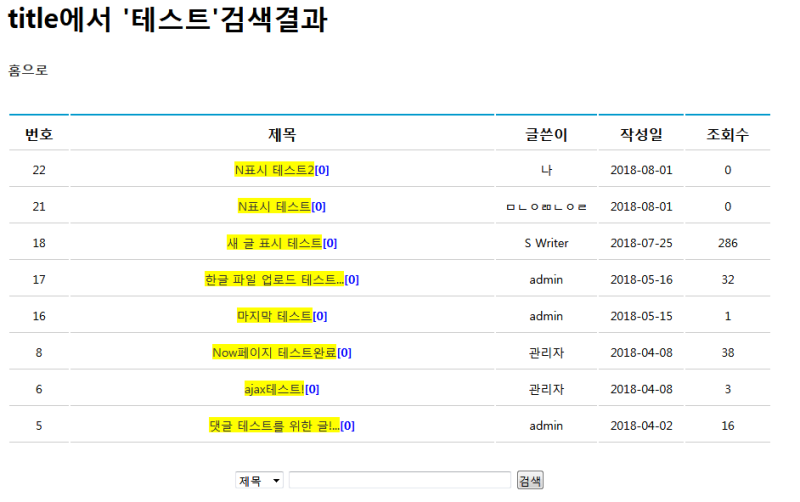 title에서 '테스트'검색결과
홈으로
번호 제목 글쓴이 작성일 조회수
22 N표시 테스트2[0] 나 2018-08-01 0
21 N표시 테스트[0] ㅁㄴㅇㄻㄴㅇㄹ 2018-08-01 0
18 새 글 표시 테스트[0] S Writer 2018-07-25 286
17 한글 파일 업로드 테스트...[0] admin 2018-05-16 32
16 마지막 테스트[0] admin 2018-05-15 1
8 Now페이지 테스트완료[0] 관리자 2018-04-08 38
6 ajax테스트![0] 관리자 2018-04-08 3
5 댓글 테스트를 위한 글!...[0] admin 2018-04-02 16
제목 검색